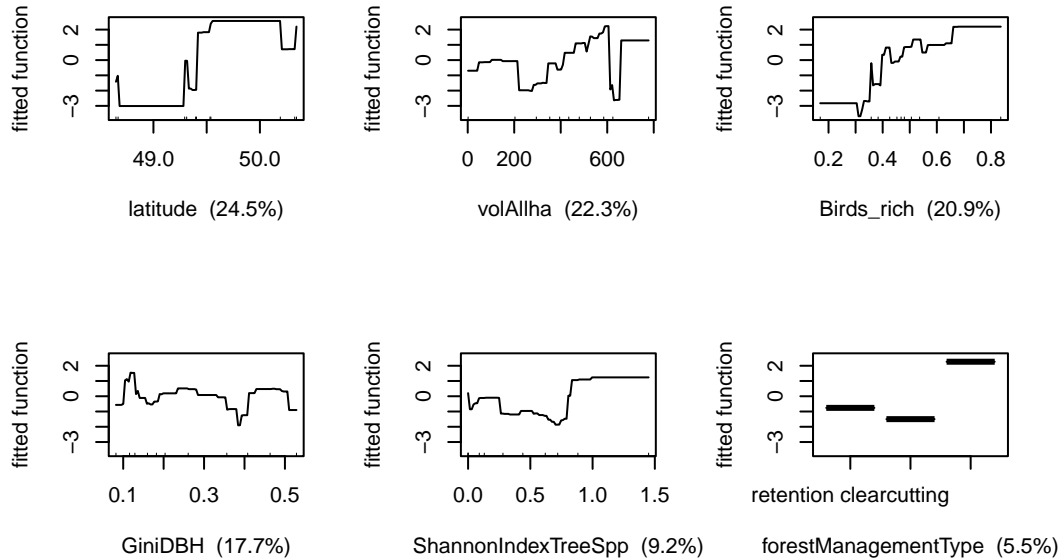 fitted function
2
0
−3
49.0 50.0
latitude (24.5%)
fitted function
2
0
−3
0 200 600
volAllha (22.3%)
fitted function
2
0
−3
0.2 0.4 0.6 0.8
Birds_rich (20.9%)
fitted function
2
0
−3
0.1 0.3 0.5
GiniDBH (17.7%)
fitted function
2
0
−3
0.0 0.5 1.0 1.5
ShannonIndexTreeSpp (9.2%)
fitted function
2
0
−3
retention clearcutting
forestManagementType (5.5%)